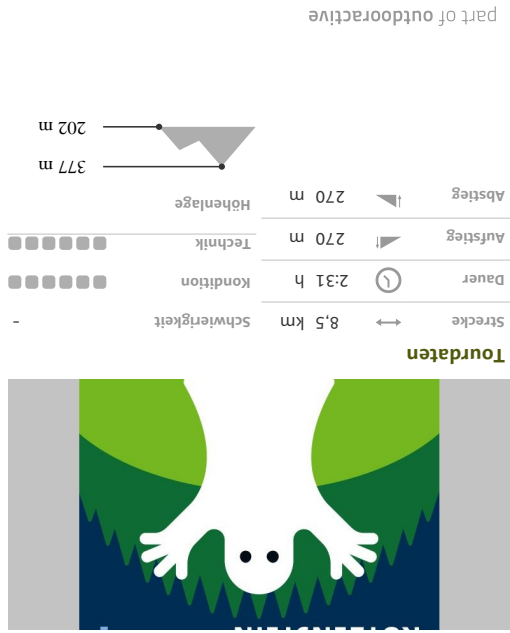 Tourdaten
Strecke 8,5 km
Dauer 2:31 h
Aufstieg 270 m
Abstieg 270 m
Schwierigkeit -
Kondition
Technik
Höhenlage
377 m
202 m
part of outdooractive